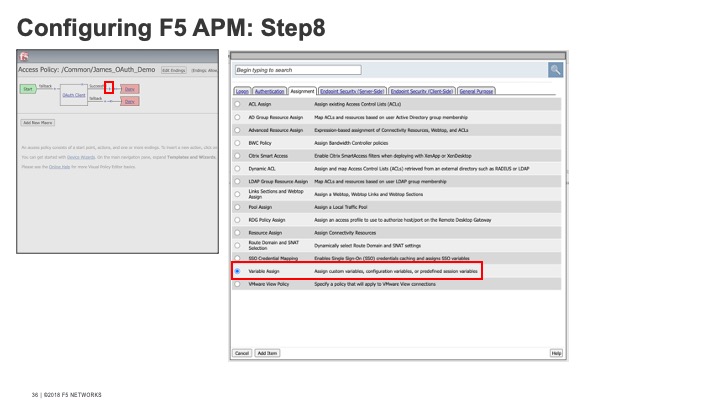 Configuring F5 APM: Step8
Access Policy: /Common/James_OAuth_Demo Edit Endings (Endings: Allow,
Start fallback OAuth Client Successful Deny
fallback Deny
Add New Macro
An access policy consists of a start point, actions, and one or more endings. To insert a new action, click on
You can get started with Device Wizards. On the main navigation pane, expand Templates and Wizards,
Please see the Online Help for more Visual Policy Editor basics.
Begin typing to search
Logon Authentication Assignment Endpoint Security (Server-Side) Endpoint Security (Client-Side) General Purpose
ACL Assign Assign existing Access Control Lists (ACLs)
AD Group Resource Assign Map ACLs and resources based on user Active Directory group membership
Advanced Resource Assign Expression-based assignment of Connectivity Resources, Webtop, and ACLs
BWC Policy Assign Bandwidth Controller policies
Citrix Smart Access Enable Citrix SmartAccess filters when deploying with XenApp or XenDesktop
Dynamic ACL Assign and map Access Control Lists (ACLs) retrieved from an external directory such as RADIUS or LDAP
LDAP Group Resource Assign Map ACLs and resources based on user LDAP group membership
Links Sections and Webtop
Assign Assign a Webtop, Webtop Links and Webtop Sections
Pool Assign Assign a Local Traffic Pool
RDG Policy Assign Assign an access profile to use to authorize host/port on the Remote Desktop Gateway
Resource Assign Assign Connectivity Resources
Route Domain and SNAT
Selection Dynamically select Route Domain and SNAT settings
SSO Credential Mapping Enables Single Sign-On (SSO) credentials caching and assigns SSO variables
Variable Assign Assign custom variables, configuration variables, or predefined session variables
VMware View Policy Specify a policy that will apply to VMware View connections
Cancel Add Item Help
36 | ©2018 F5 NETWORKS